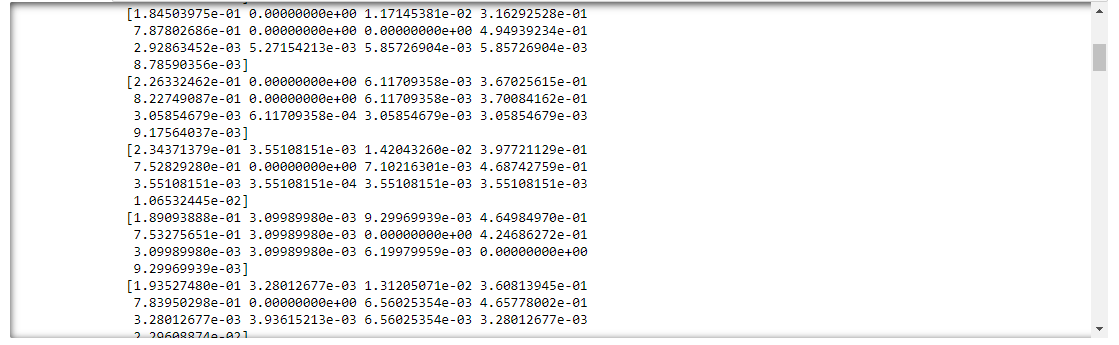 [1.84503975e-01 0.00000000e+00 1.17145381e-02 3.16292528e-01
7.87802686e-01 0.00000000e+00 0.00000000e+00 4.94939234e-01
2.92863452e-03 5.27154213e-03 5.85726904e-03 5.85726904e-03
8.78590356e-03]
[2.26332462e-01 0.00000000e+00 6.11709358e-03 3.67025615e-01
8.22749087e-01 0.00000000e+00 6.11709358e-03 3.70084162e-01
3.05854679e-03 6.11709358e-04 3.05854679e-03 3.05854679e-03
9.17564037e-03]
[2.34371379e-01 3.55108151e-03 1.42043260e-02 3.97721129e-01
7.52829280e-01 0.00000000e+00 7.10216301e-03 4.68742759e-01
3.55108151e-03 3.55108151e-04 3.55108151e-03 3.55108151e-03
1.06532445e-02]
[1.89093888e-01 3.09989980e-03 9.29969939e-03 4.64984970e-01
7.53275651e-01 3.09989980e-03 0.00000000e+00 4.24686272e-01
3.09989980e-03 3.09989980e-03 6.19979959e-03 0.00000000e+00
9.29969939e-03]
[1.93527480e-01 3.28012677e-03 1.31205071e-02 3.60813945e-01
7.83950298e-01 0.00000000e+00 6.56025354e-03 4.65778002e-01
3.28012677e-03 3.93615213e-03 6.56025354e-03 3.28012677e-03
2.29608874e-02]